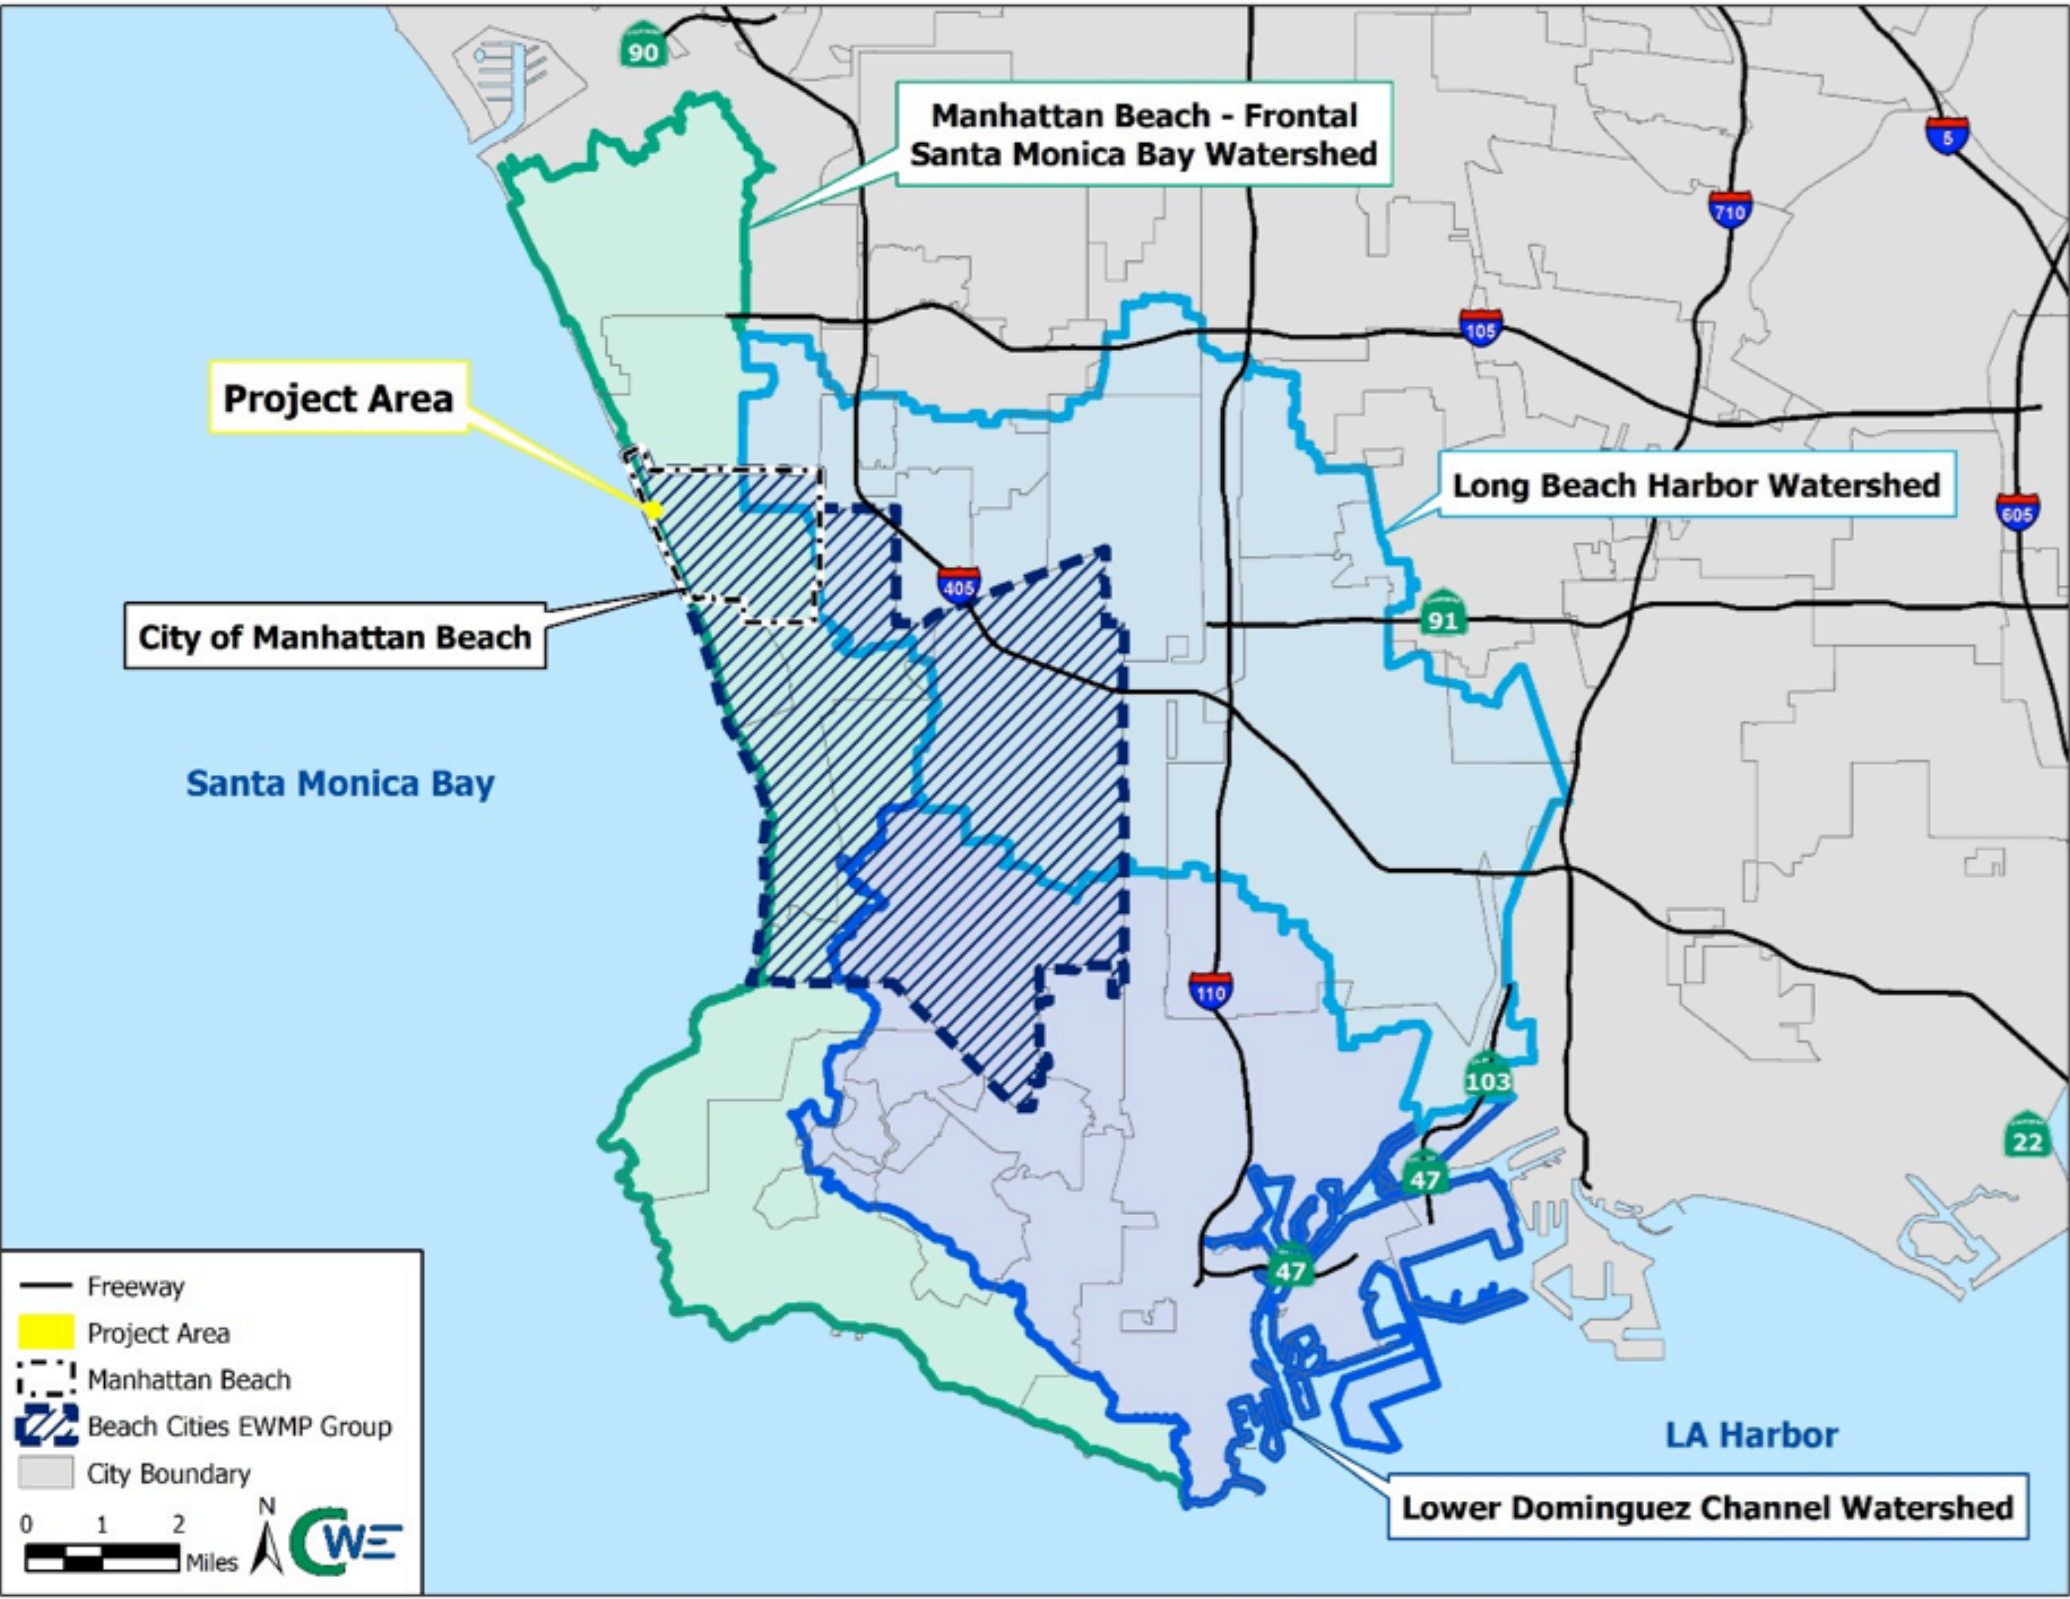 90
Manhattan Beach - Frontal
Santa Monica Bay Watershed
5
710
105
Project Area
Long Beach Harbor Watershed
605
405
91
City of Manhattan Beach
Santa Monica Bay
110
103
22
47
47
Freeway
Project Area
Manhattan Beach
Beach Cities EWMP Group
City Boundary
LA Harbor
Lower Dominguez Channel Watershed
N
0 1 2
Miles
CWE